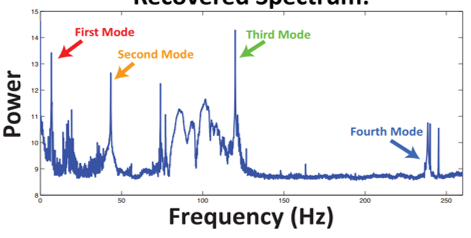 Recovered Spectrum:
15
First Mode
Third Mode
14
Second Mode
13
12
11
Fourth Mode
10
9
8
0 50 100 150 200 250
Power
Frequency (Hz)